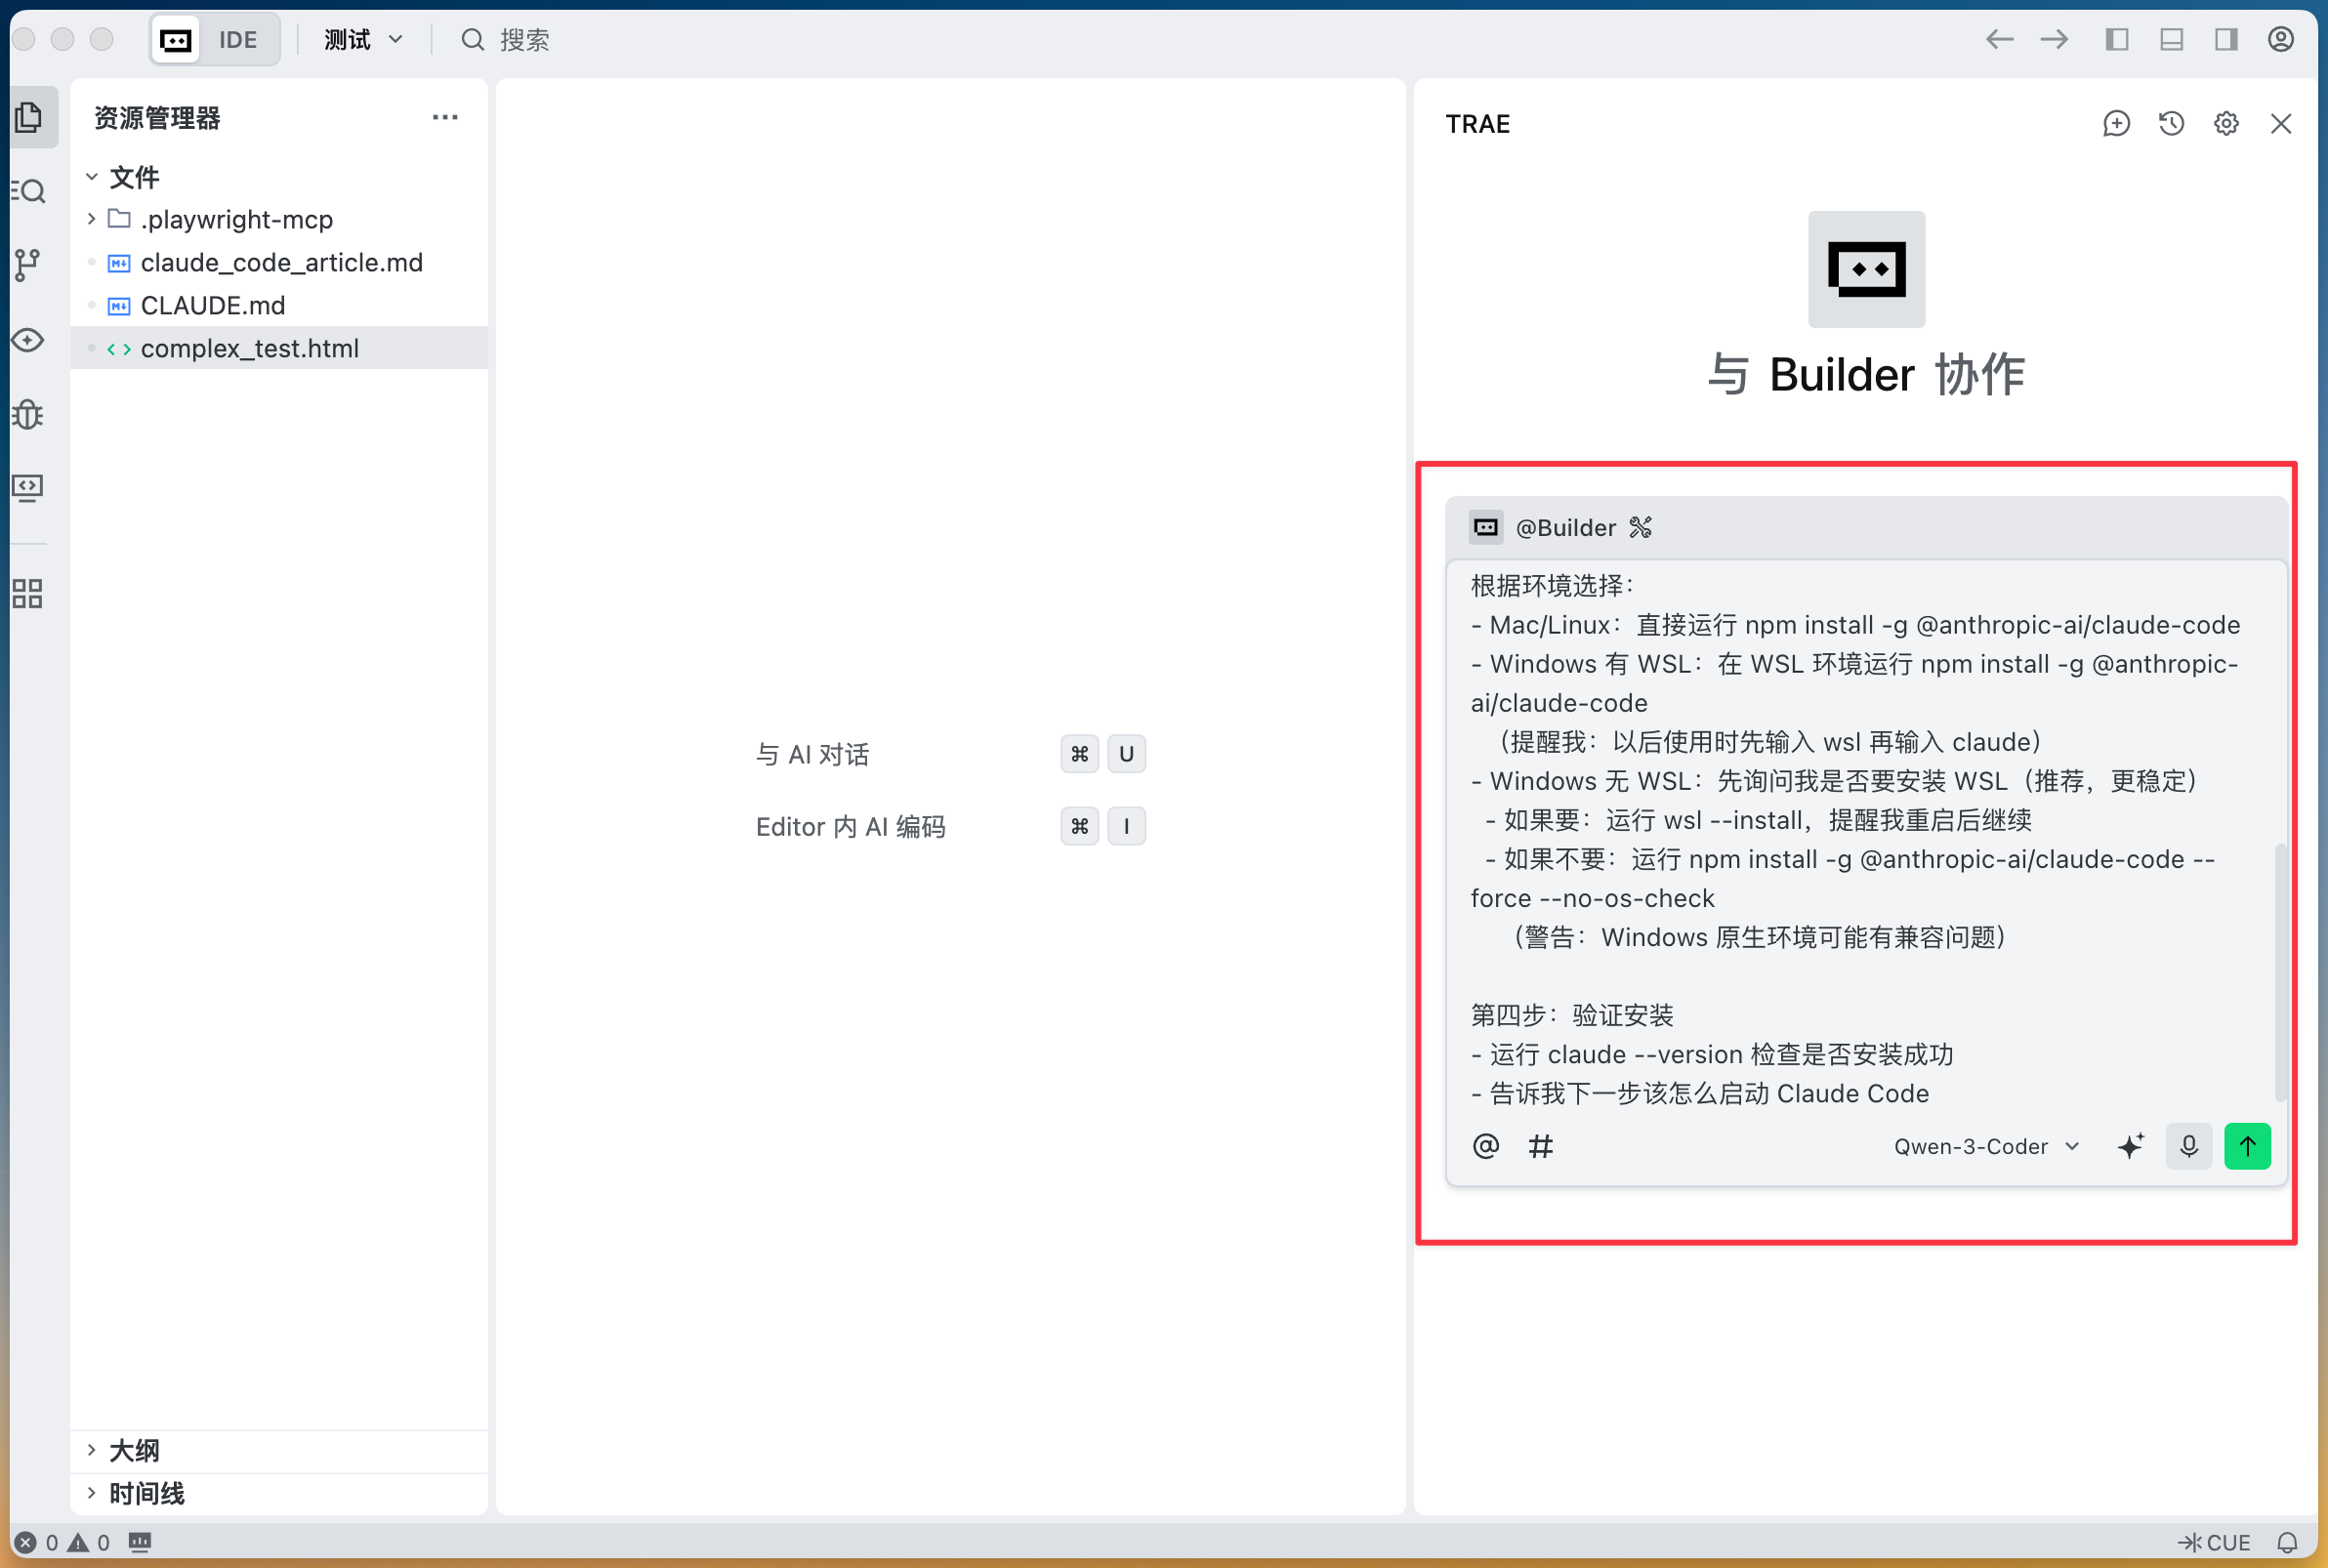 IDE
测试
搜索
资源管理器
文件
.playwright-mcp
claude_code_article.md
CLAUDE.md
complex_test.html
大纲
时间线
与 AI 对话 ⌘ U
Editor 内 AI 编码 ⌘ I
TRAE
与 Builder 协作
@Builder
根据环境选择：
- Mac/Linux：直接运行 npm install -g @anthropic-ai/claude-code
- Windows 有 WSL：在 WSL 环境运行 npm install -g @anthropic-
ai/claude-code
（提醒我：以后使用时先输入 wsl 再输入 claude）
- Windows 无 WSL：先询问我是否要安装 WSL（推荐，更稳定）
- 如果要：运行 wsl --install，提醒我重启后继续
- 如果不要：运行 npm install -g @anthropic-ai/claude-code --
force --no-os-check
（警告：Windows 原生环境可能有兼容问题）
第四步：验证安装
- 运行 claude --version 检查是否安装成功
- 告诉我下一步该怎么启动 Claude Code
@ #
Qwen-3-Coder
0 0
CUE